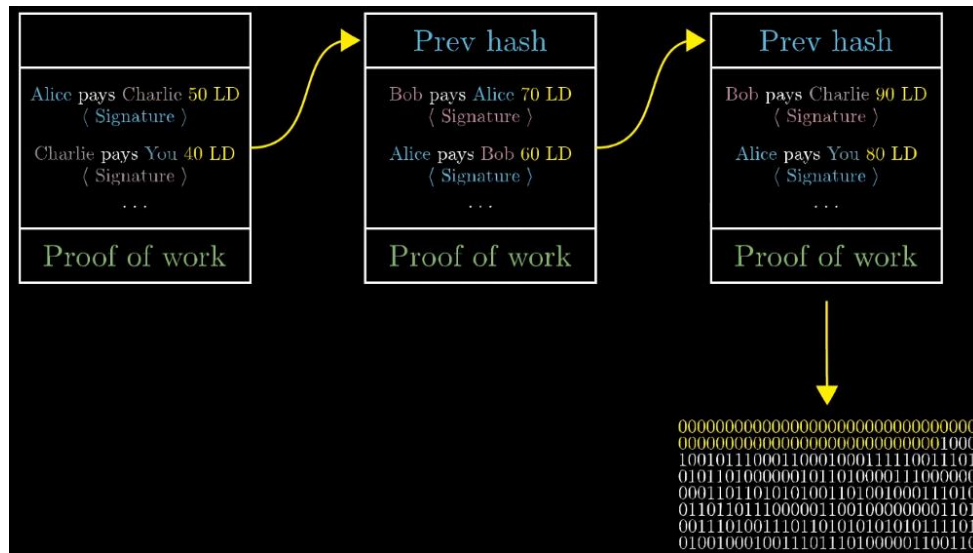 Alice pays Charlie 50 LD
⟨ Signature ⟩
Charlie pays You 40 LD
⟨ Signature ⟩
. . .
Proof of work
Prev hash
Bob pays Alice 70 LD
⟨ Signature ⟩
Alice pays Bob 60 LD
⟨ Signature ⟩
...
Proof of work
Prev hash
Bob pays Charlie 90 LD
⟨ Signature ⟩
Alice pays You 80 LD
⟨ Signature ⟩
...
Proof of work